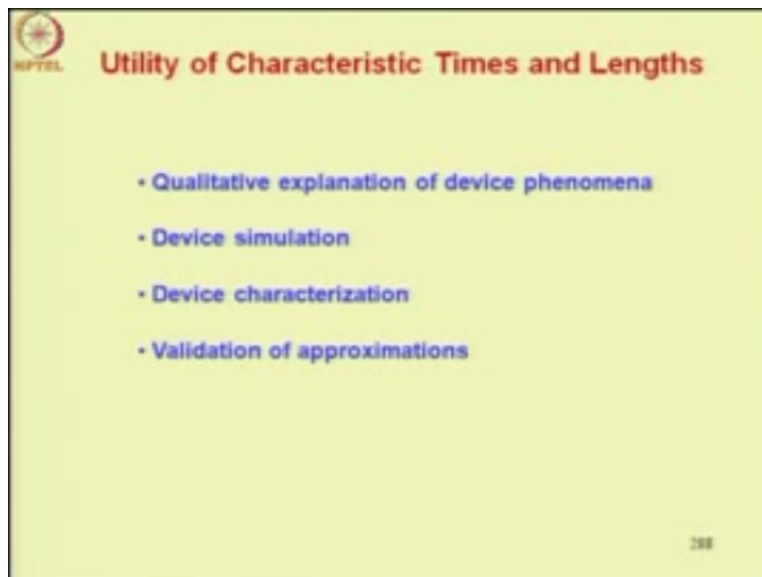 NPTEL
Utility of Characteristic Times and Lengths
• Qualitative explanation of device phenomena
• Device simulation
• Device characterization
• Validation of approximations
288